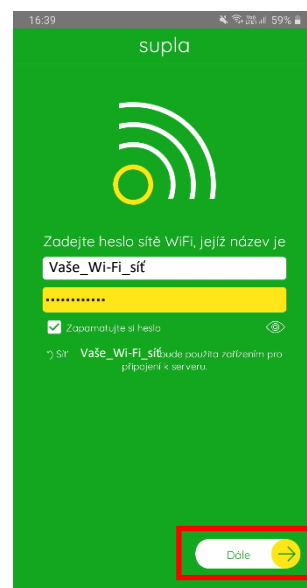 16:39 59%
supla
Zadejte heslo sítě WiFi, jejíž název je
Vaše_Wi-Fi_síť
••••••••••••
Zapamatujte si heslo
*) Síť Vaše_Wi-Fi_síť bude použita zařízením pro
připojení k serveru.
Dále